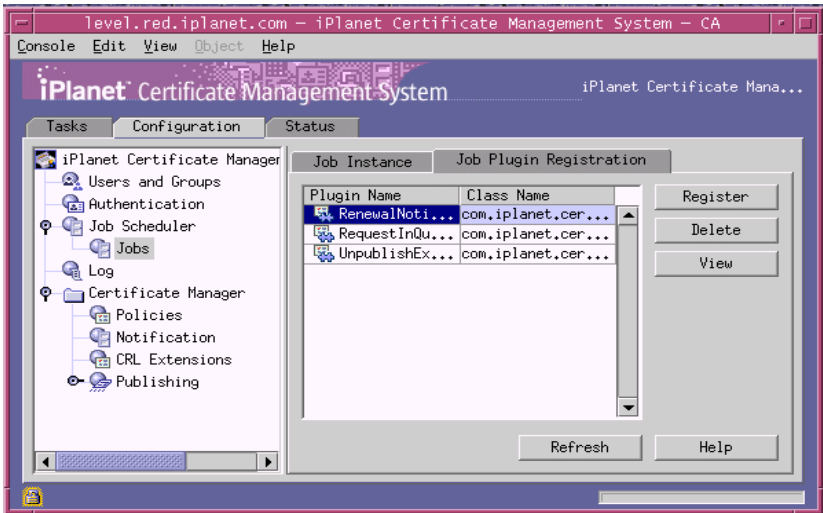 level.red.iplanet.com — iPlanet Certificate Management System — CA
Console Edit View Object Help
iPlanet Certificate Management System
iPlanet Certificate Mana...
Tasks Configuration Status
iPlanet Certificate Manager
Users and Groups
Authentication
Job Scheduler
Jobs
Log
Certificate Manager
Policies
Notification
CRL Extensions
Publishing
Job Instance Job Plugin Registration
Plugin Name Class Name
RenewalNoti... com.iplanet.cer...
RequestInQu... com.iplanet.cer...
UnpublishEx... com.iplanet.cer...
Register
Delete
View
Refresh Help